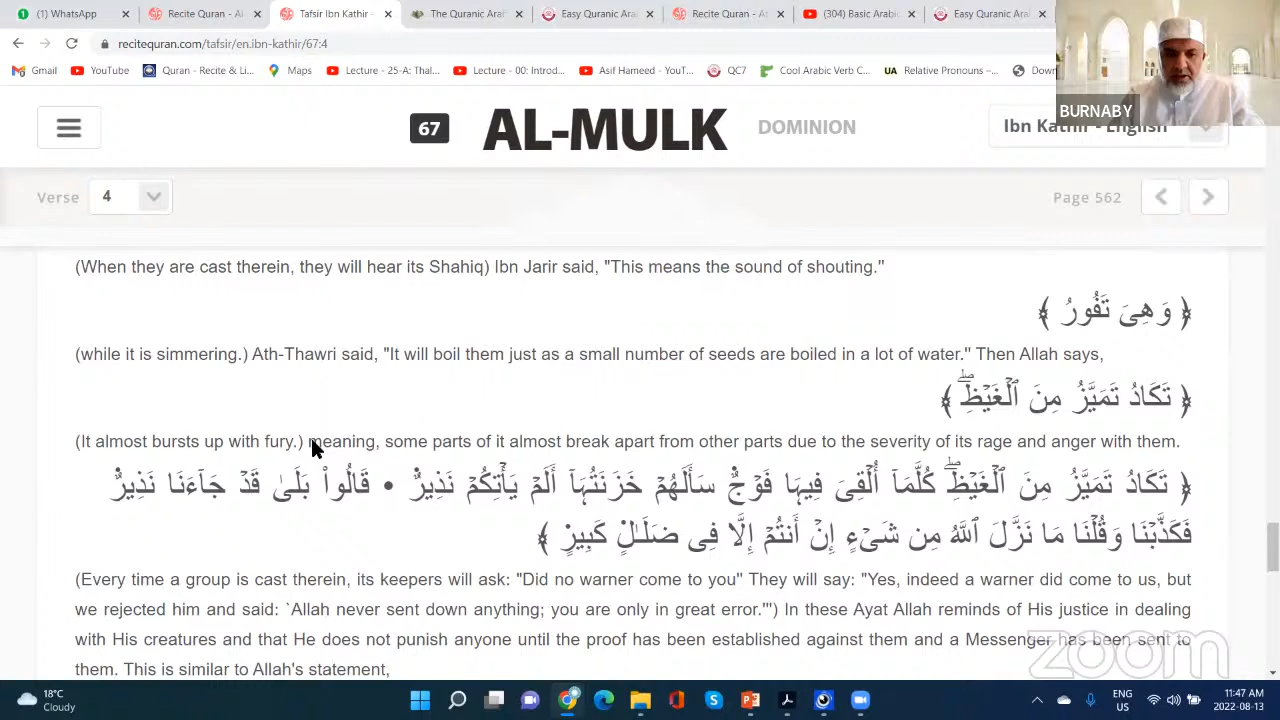 (1) WhatsApp
Recite Quran - Al
Tafsir Ibn Kathir -
The Quranic Ara
Easy Quranic Ara
Recite Quran - A
(304) Basic Arabi
Easy Quranic Ara
recitequran.com/tafsir/en.ibn-kathir/67:4
Gmail YouTube Quran - Recite & Li... Maps Lecture - 25-A: Thal... Lecture - 00: Introd... Asif Hameed - YouT... QC7 Cool Arabic Verb C... UA Relative Pronouns –... Down
BURNABY
67 AL-MULK DOMINION Ibn Kathir - English
Verse 4 Page 562
(When they are cast therein, they will hear its Shahiq) Ibn Jarir said, "This means the sound of shouting."
﴿ وَهِىَ تَفُورُ ﴾
(while it is simmering.) Ath-Thawri said, "It will boil them just as a small number of seeds are boiled in a lot of water." Then Allah says,
﴿ تَكَادُ تَمَيَّزُ مِنَ ٱلْغَيْظِۖ ﴾
(It almost bursts up with fury.) meaning, some parts of it almost break apart from other parts due to the severity of its rage and anger with them.
﴿ تَكَادُ تَمَيَّزُ مِنَ ٱلْغَيْظِۖ كُلَّمَآ أُلْقِىَ فِيهَا فَوْجٌ سَأَلَهُمْ خَزَنَتُهَآ أَلَمْ يَأْتِكُمْ نَذِيرٌ • قَالُوا۟ بَلَىٰ قَدْ جَآءَنَا نَذِيرٌ
فَكَذَّبْنَا وَقُلْنَا مَا نَزَّلَ ٱللَّهُ مِن شَىْءٍ إِنْ أَنتُمْ إِلَّا فِى ضَلَـٰلٍ كَبِيرٍ ﴾
(Every time a group is cast therein, its keepers will ask: "Did no warner come to you" They will say: "Yes, indeed a warner did come to us, but
we rejected him and said: `Allah never sent down anything; you are only in great error.'") In these Ayat Allah reminds of His justice in dealing
with His creatures and that He does not punish anyone until the proof has been established against them and a Messenger has been sent to
them. This is similar to Allah's statement,
zoom
18°C
Cloudy
ENG
US
11:47 AM
2022-08-13